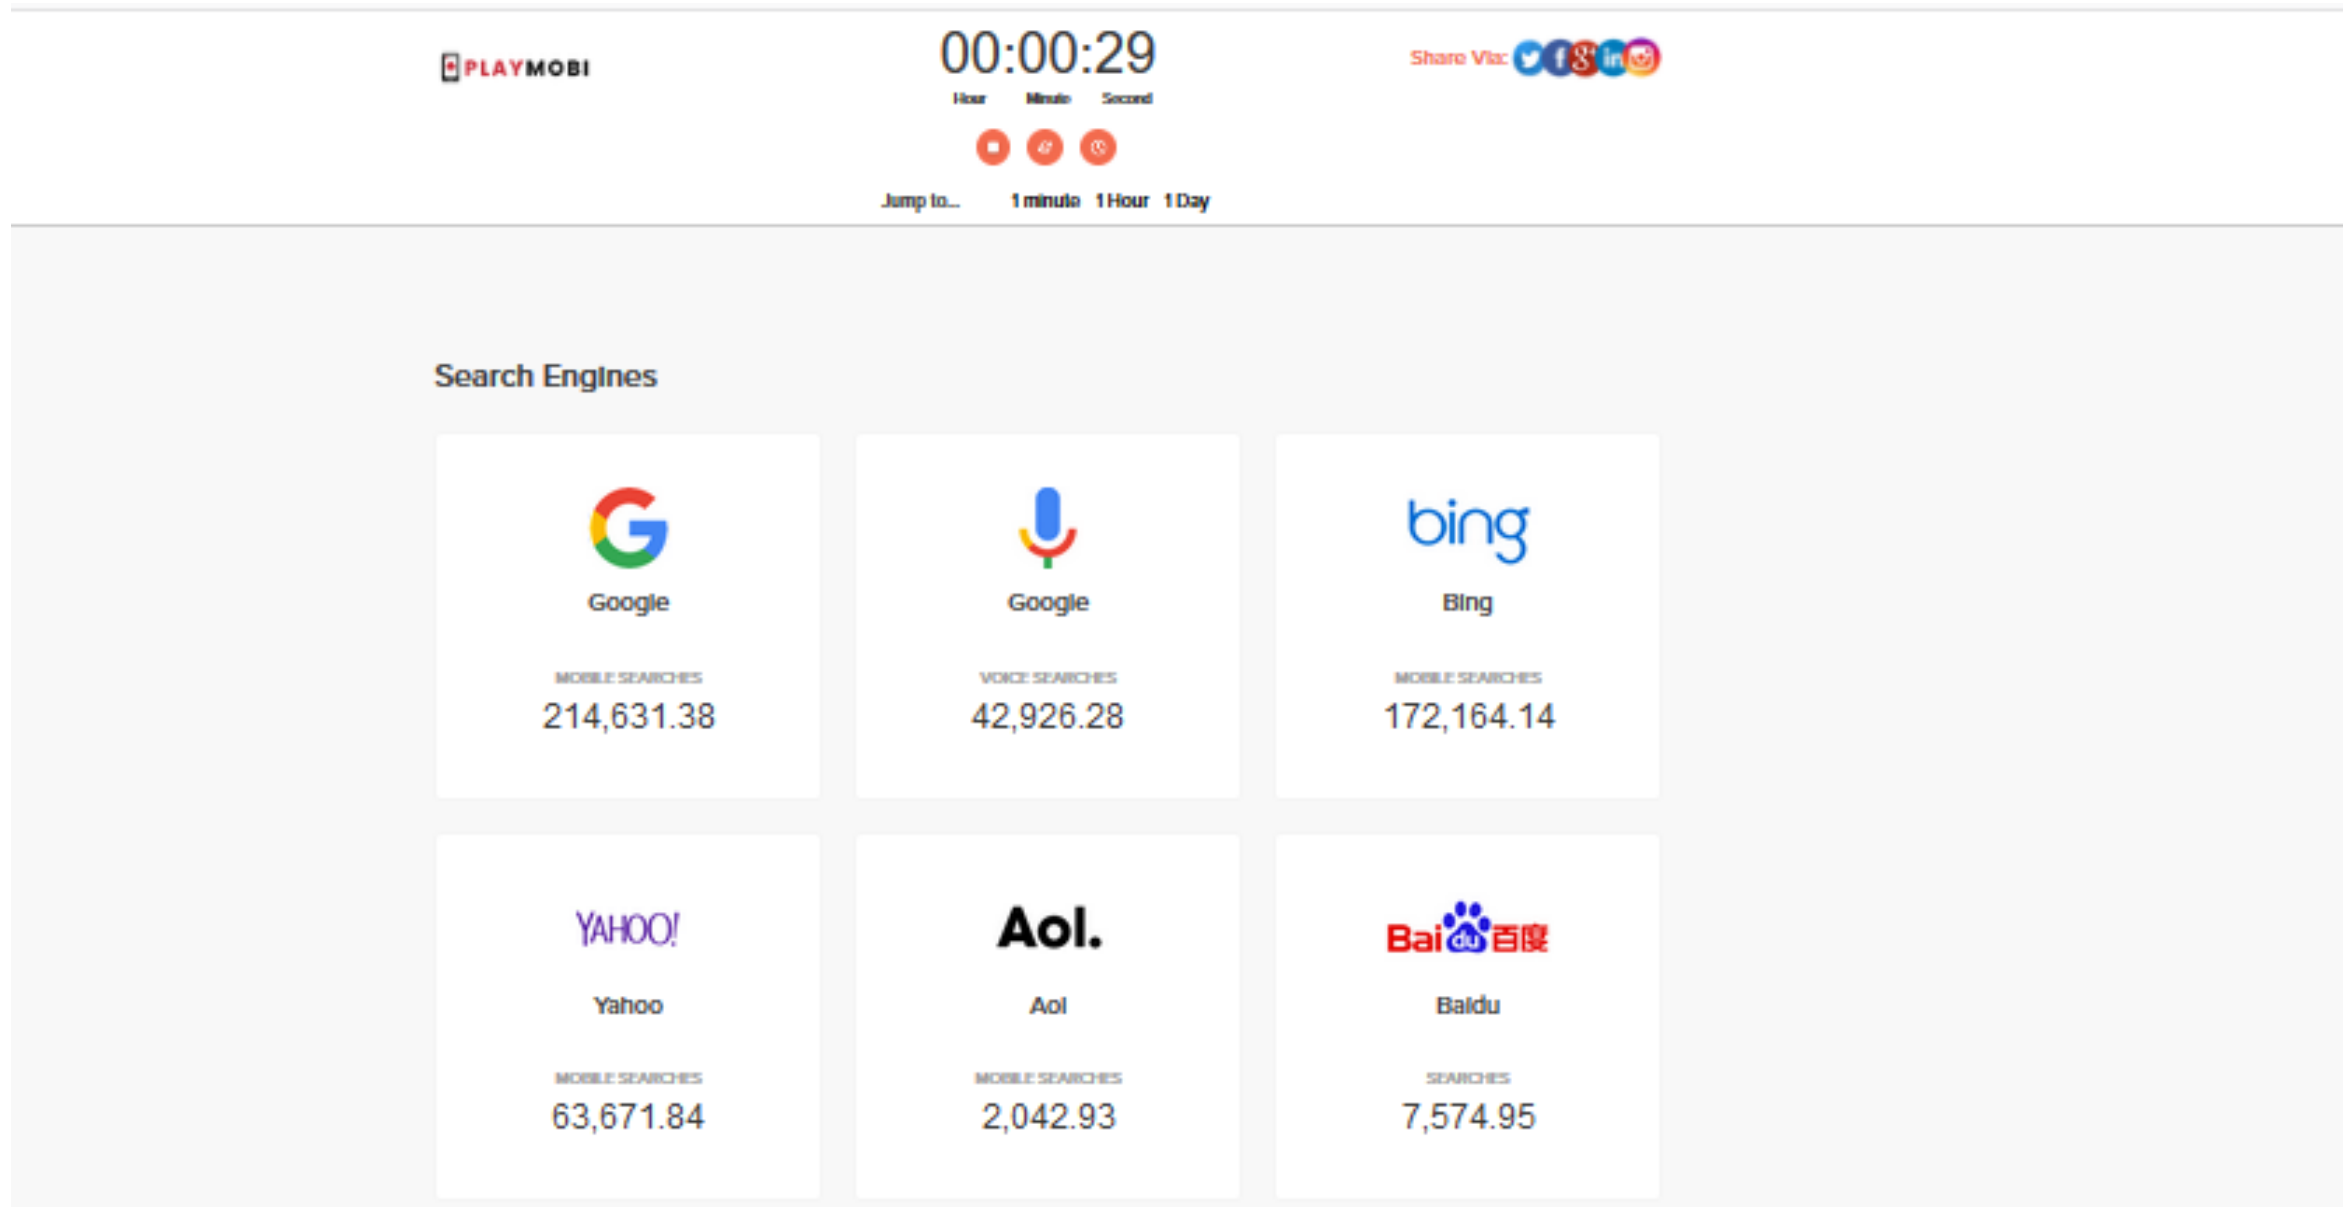 PLAYMOBI
00:00:29
Hour Minute Second
Share Via:
Jump to... 1 minute 1 Hour 1 Day
Search Engines
Google
MOBILE SEARCHES
214,631.38
Google
VOICE SEARCHES
42,926.28
bing
Bing
MOBILE SEARCHES
172,164.14
YAHOO!
Yahoo
MOBILE SEARCHES
63,671.84
Aol.
Aol
MOBILE SEARCHES
2,042.93
Bai du 百度
Baidu
SEARCHES
7,574.95